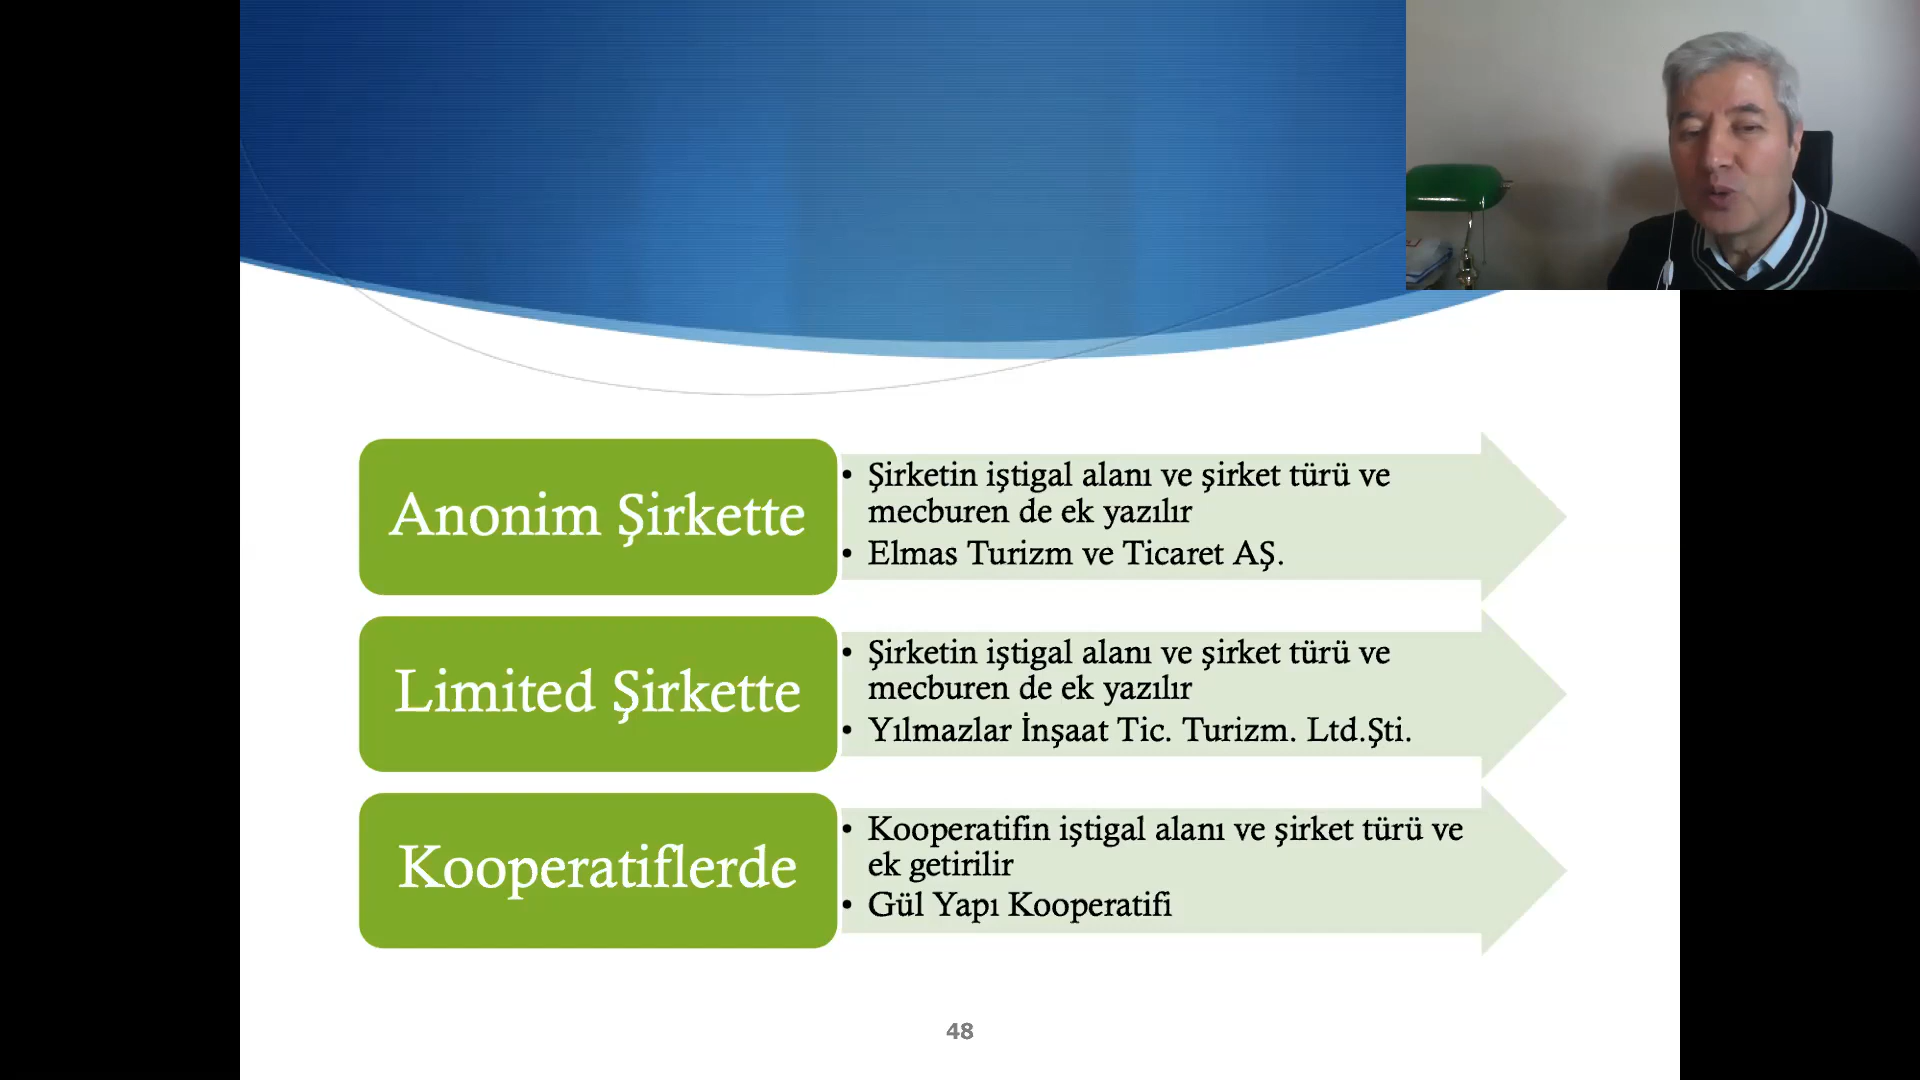 Anonim Şirkette
• Şirketin iştigal alanı ve şirket türü ve
mecburen de ek yazılır
• Elmas Turizm ve Ticaret AŞ.
Limited Şirkette
• Şirketin iştigal alanı ve şirket türü ve
mecburen de ek yazılır
• Yılmazlar İnşaat Tic. Turizm. Ltd.Şti.
Kooperatiflerde
• Kooperatifin iştigal alanı ve şirket türü ve
ek getirilir
• Gül Yapı Kooperatifi
48